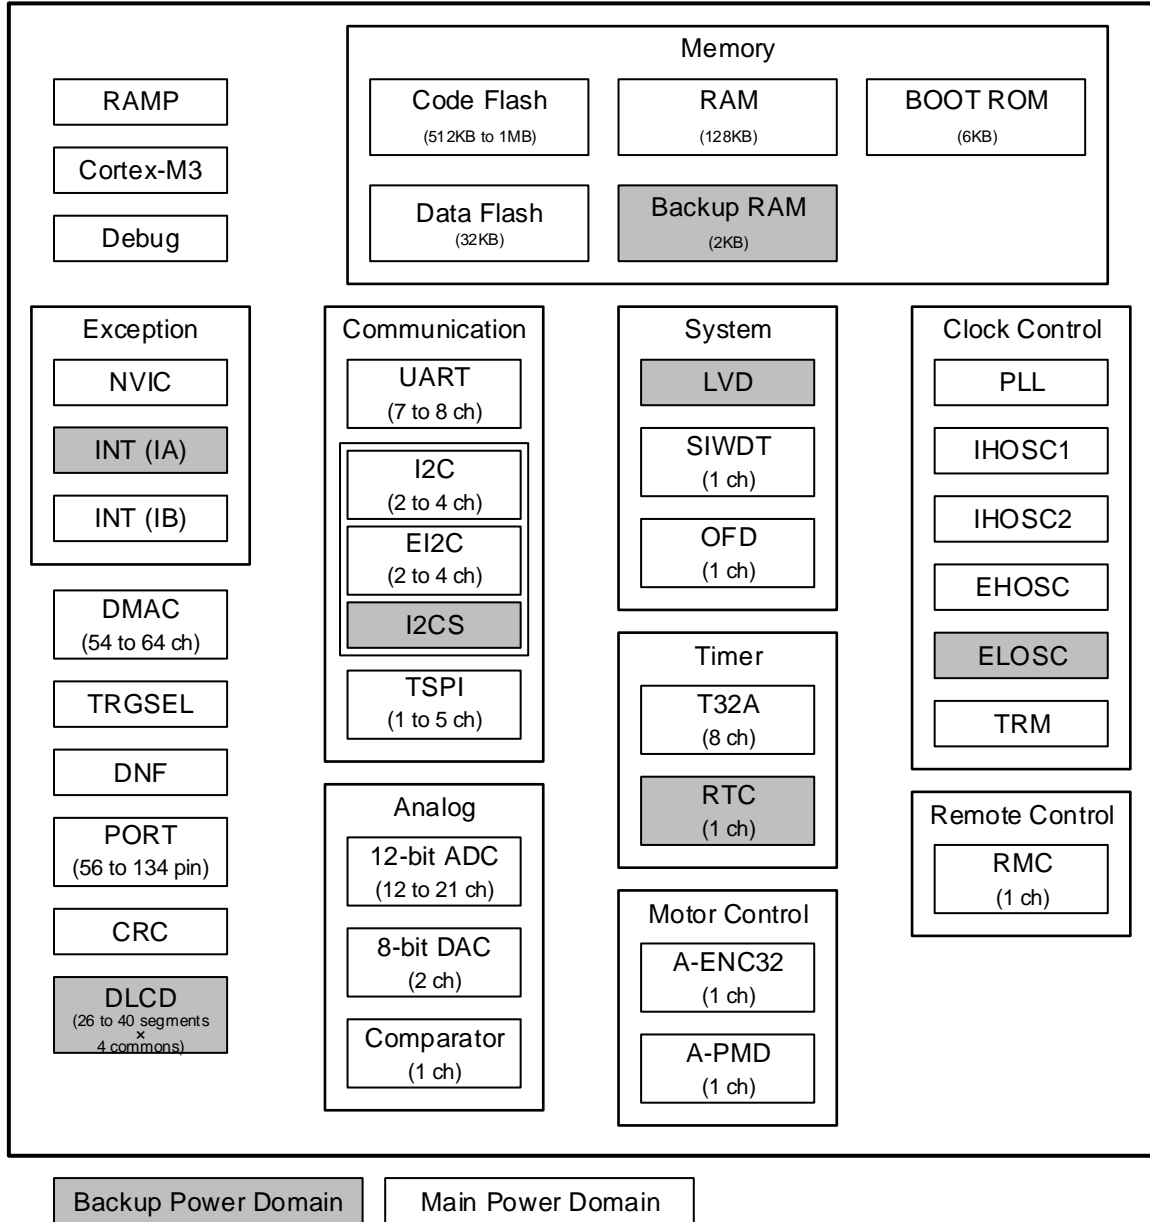 RAMP
Cortex-M3
Debug
Memory
Code Flash
(512KB to 1MB)
RAM
(128KB)
BOOT ROM
(6KB)
Data Flash
(32KB)
Backup RAM
(2KB)
Exception
NVIC
INT (IA)
INT (IB)
DMAC
(54 to 64 ch)
TRGSEL
DNF
PORT
(56 to 134 pin)
CRC
DLCD
(26 to 40 segments
×
4 commons)
Communication
UART
(7 to 8 ch)
I2C
(2 to 4 ch)
EI2C
(2 to 4 ch)
I2CS
TSPI
(1 to 5 ch)
Analog
12-bit ADC
(12 to 21 ch)
8-bit DAC
(2 ch)
Comparator
(1 ch)
System
LVD
SIWDT
(1 ch)
OFD
(1 ch)
Timer
T32A
(8 ch)
RTC
(1 ch)
Motor Control
A-ENC32
(1 ch)
A-PMD
(1 ch)
Clock Control
PLL
IHOSC1
IHOSC2
EHOSC
ELOSC
TRM
Remote Control
RMC
(1 ch)
Backup Power Domain
Main Power Domain